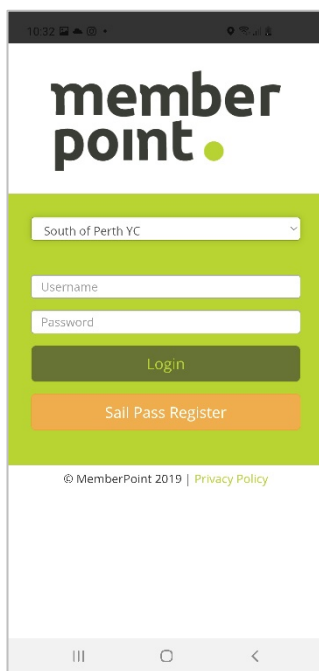 10:32
member
point.
South of Perth YC
Username
Password
Login
Sail Pass Register
© MemberPoint 2019 | Privacy Policy